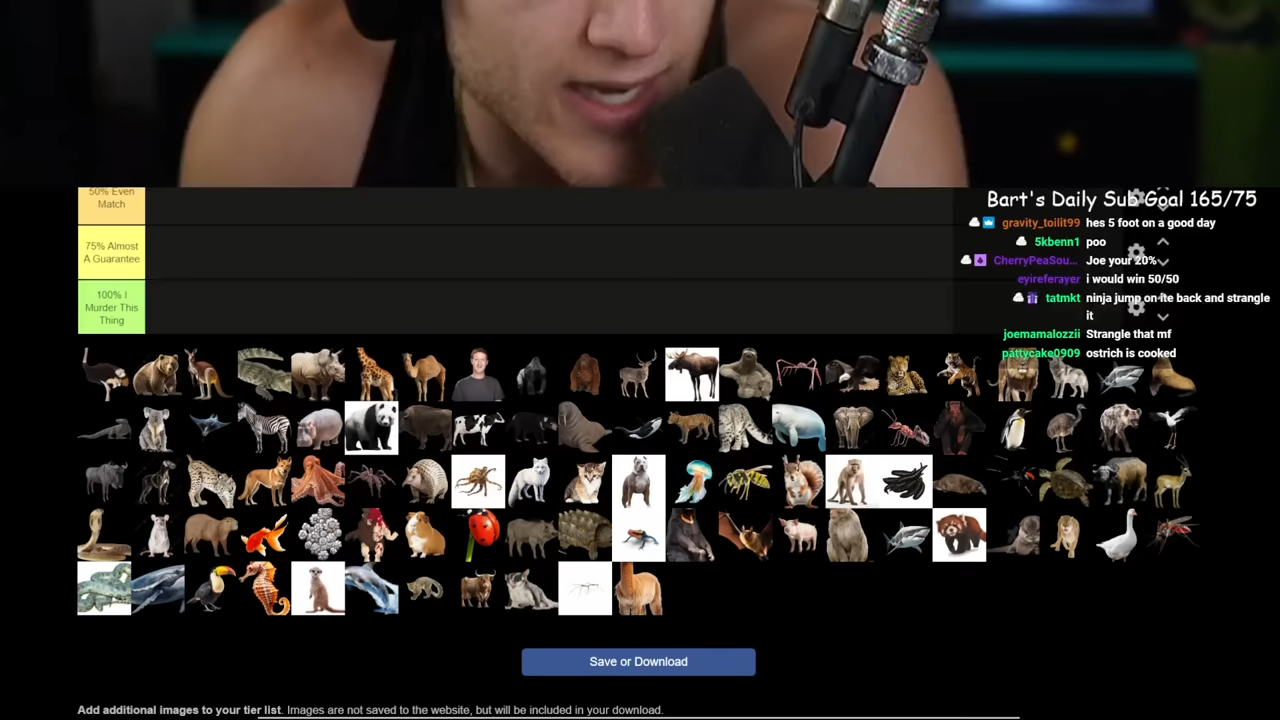 50% Even
Match
75% Almost
A Guarantee
100% I
Murder This
Thing
Bart's Daily Sub Goal 165/75
gravity_toilit99 hes 5 foot on a good day
5kbenn1 poo
CherryPeaSou... Joe your 20%
eyireferayer i would win 50/50
tatmkt ninja jump on ite back and strangle
it
joemamalozzii Strangle that mf
pattycake0909 ostrich is cooked
Save or Download
Add additional images to your tier list. Images are not saved to the website, but will be included in your download.